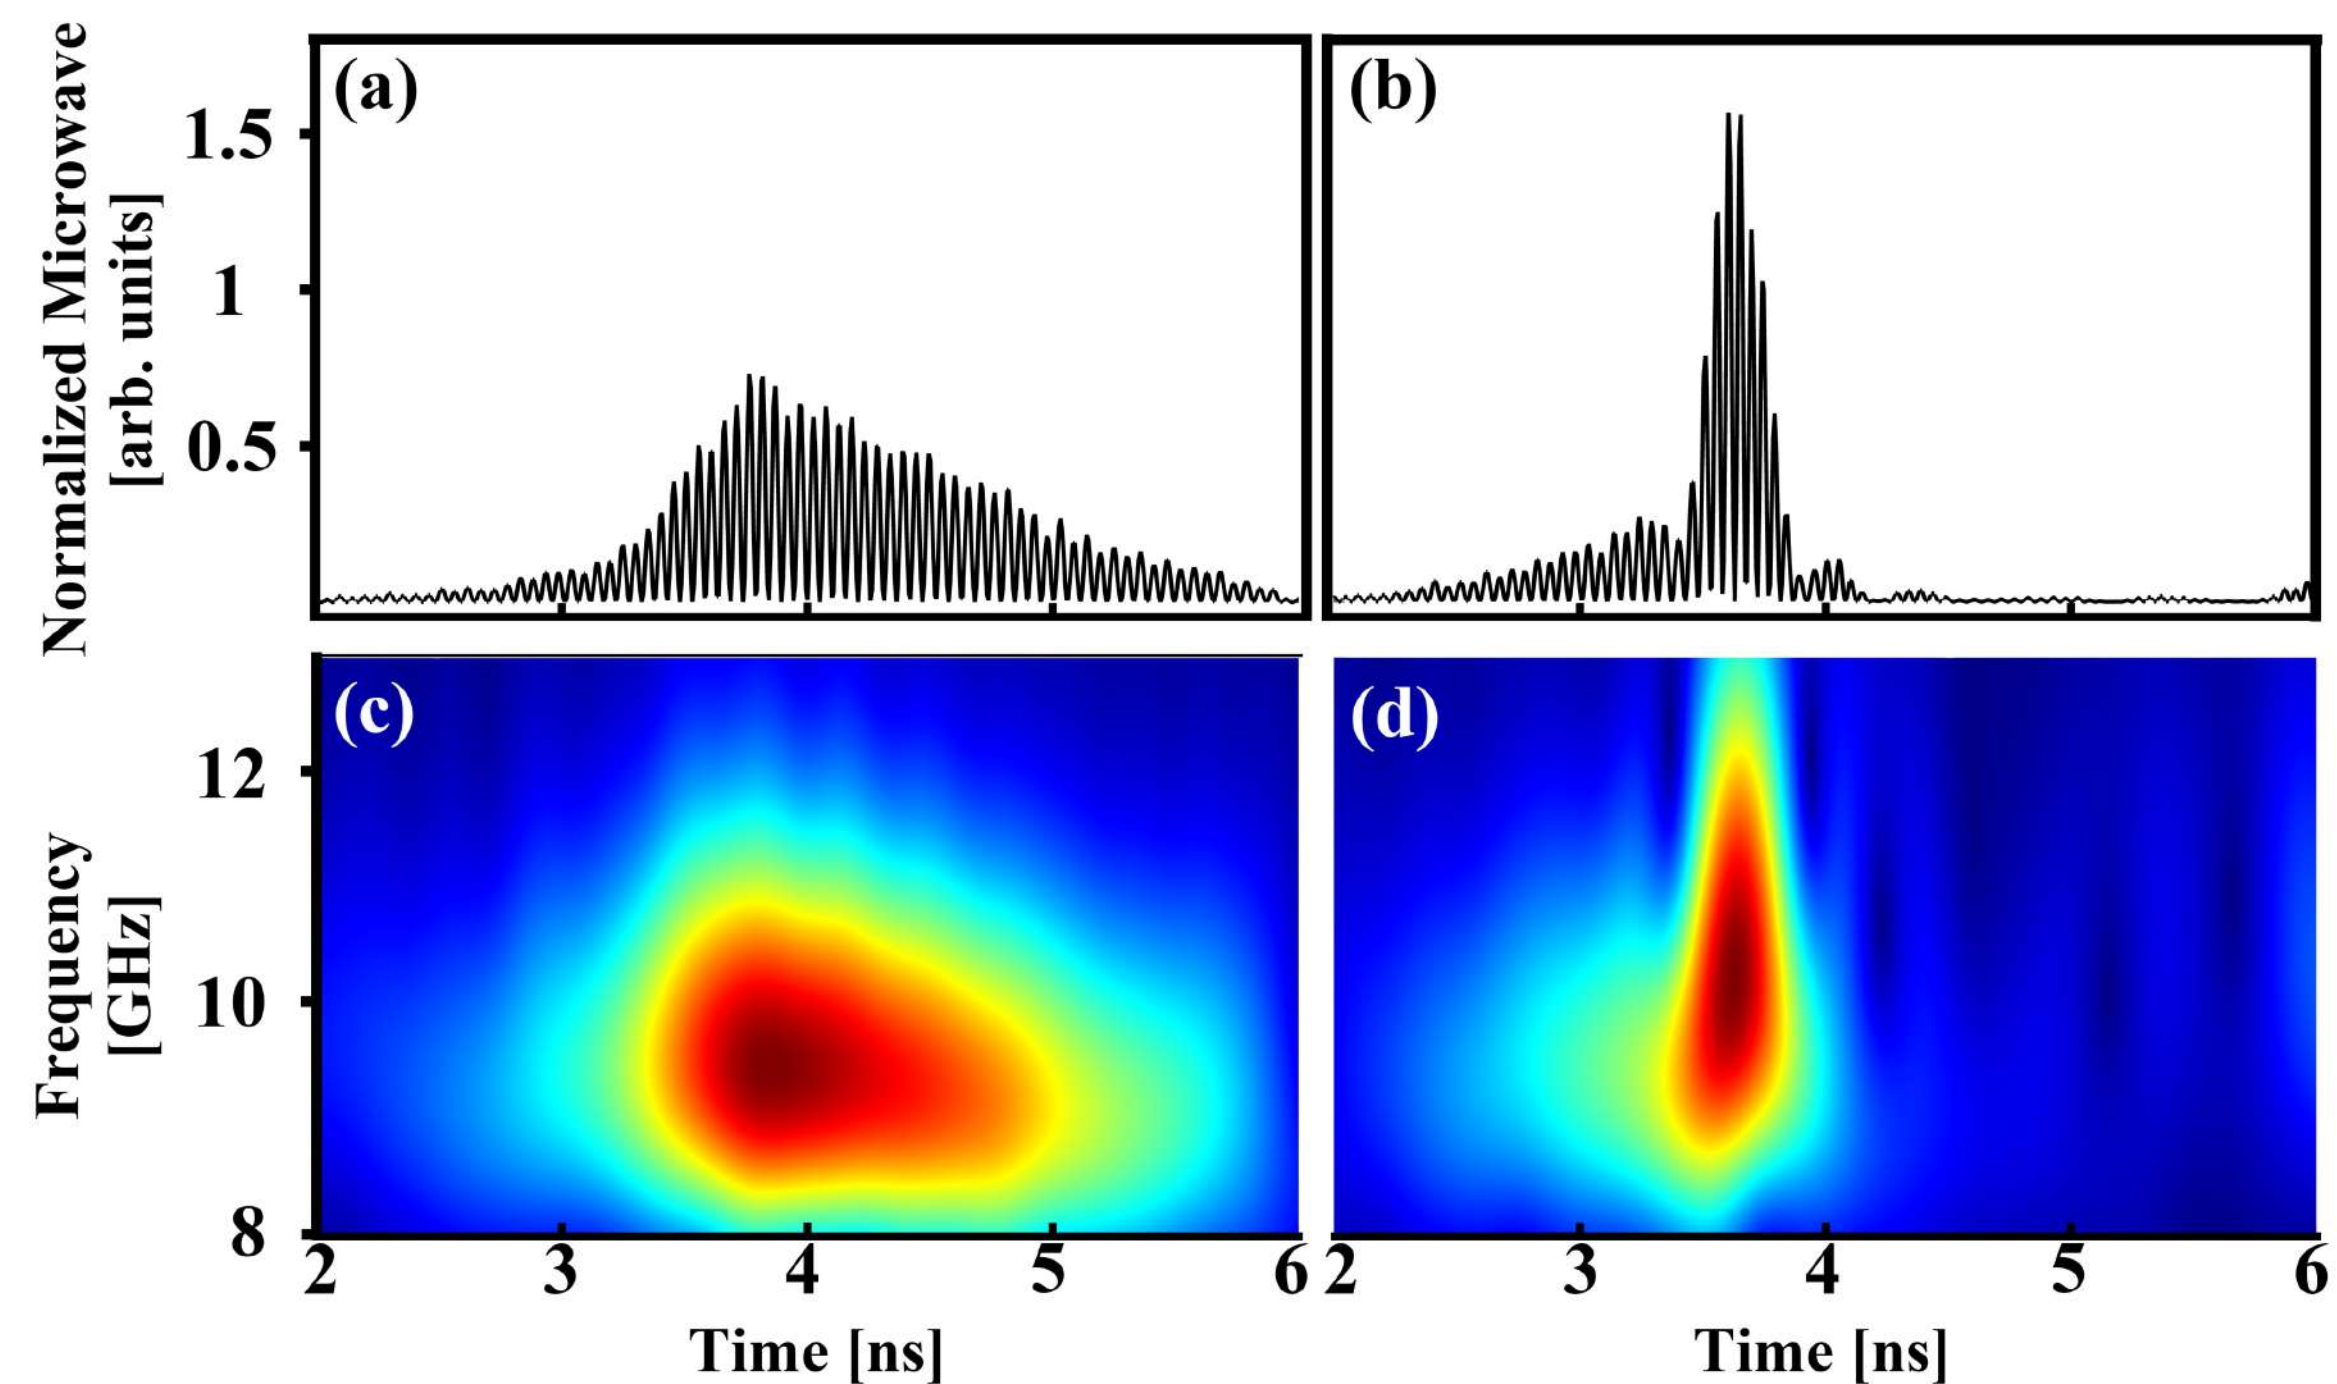 Normalized Microwave
[arb. units]
(a)
(b)
1.5
1
0.5
Frequency
[GHz]
(c)
(d)
12
10
8
2 3 4 5 6 2 3 4 5 6
Time [ns] Time [ns]